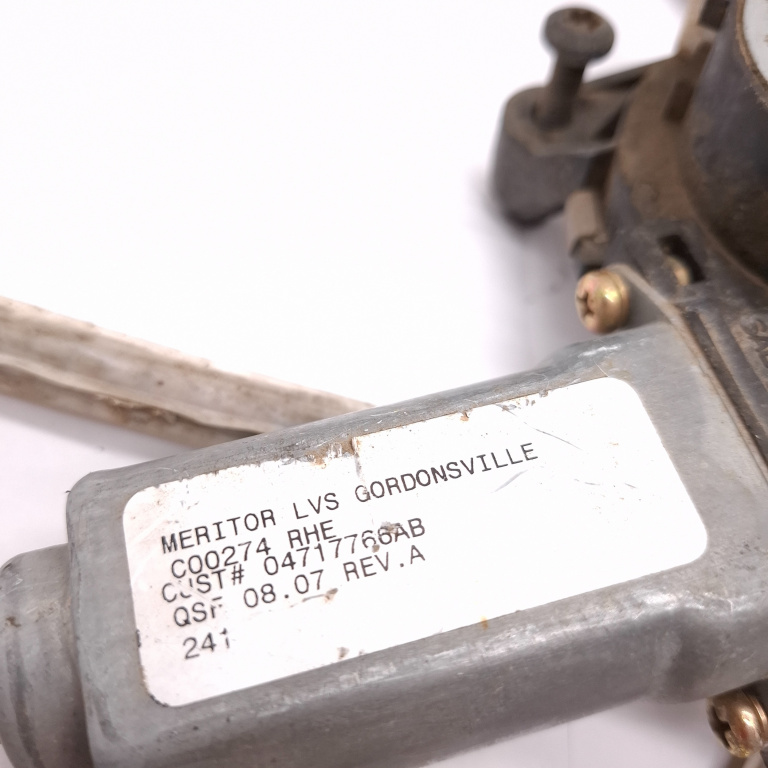 MERITOR LVS GORDONSVILLE
C00274 RHE
CUST# 04717766AB
QSF 08.07 REV.A
241